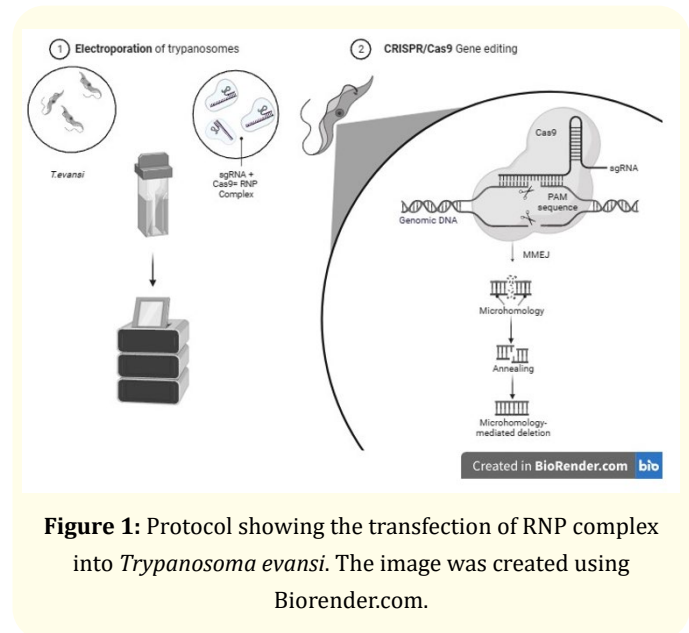 1 Electroporation of trypanosomes
T.evansi
sgRNA +
Cas9= RNP
Complex
2 CRISPR/Cas9 Gene editing
Cas9
sgRNA
PAM
sequence
Genomic DNA
MMEJ
Microhomology
Annealing
Microhomology-
mediated deletion
Created in BioRender.com bio
Figure 1: Protocol showing the transfection of RNP complex
into Trypanosoma evansi. The image was created using
Biorender.com.